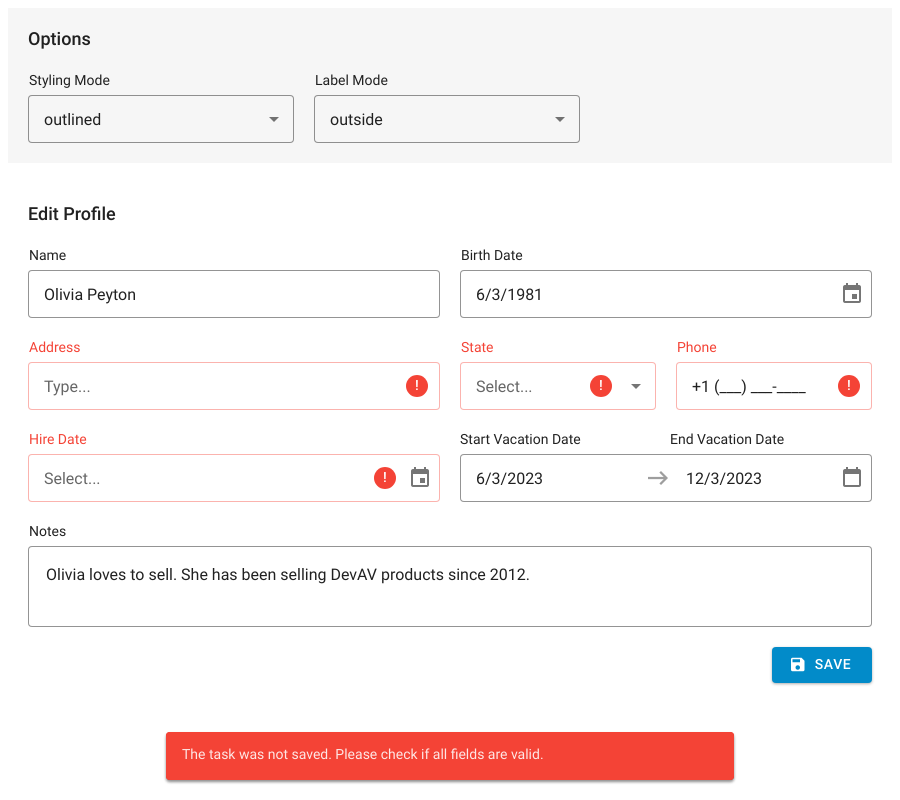 Options
Styling Mode Label Mode
outlined outside
Edit Profile
Name Birth Date
Olivia Peyton 6/3/1981
Address State Phone
Type... ! Select... ! +1 (___) ___-____ !
Hire Date Start Vacation Date End Vacation Date
Select... ! 6/3/2023 12/3/2023
Notes
Olivia loves to sell. She has been selling DevAV products since 2012.
SAVE
The task was not saved. Please check if all fields are valid.